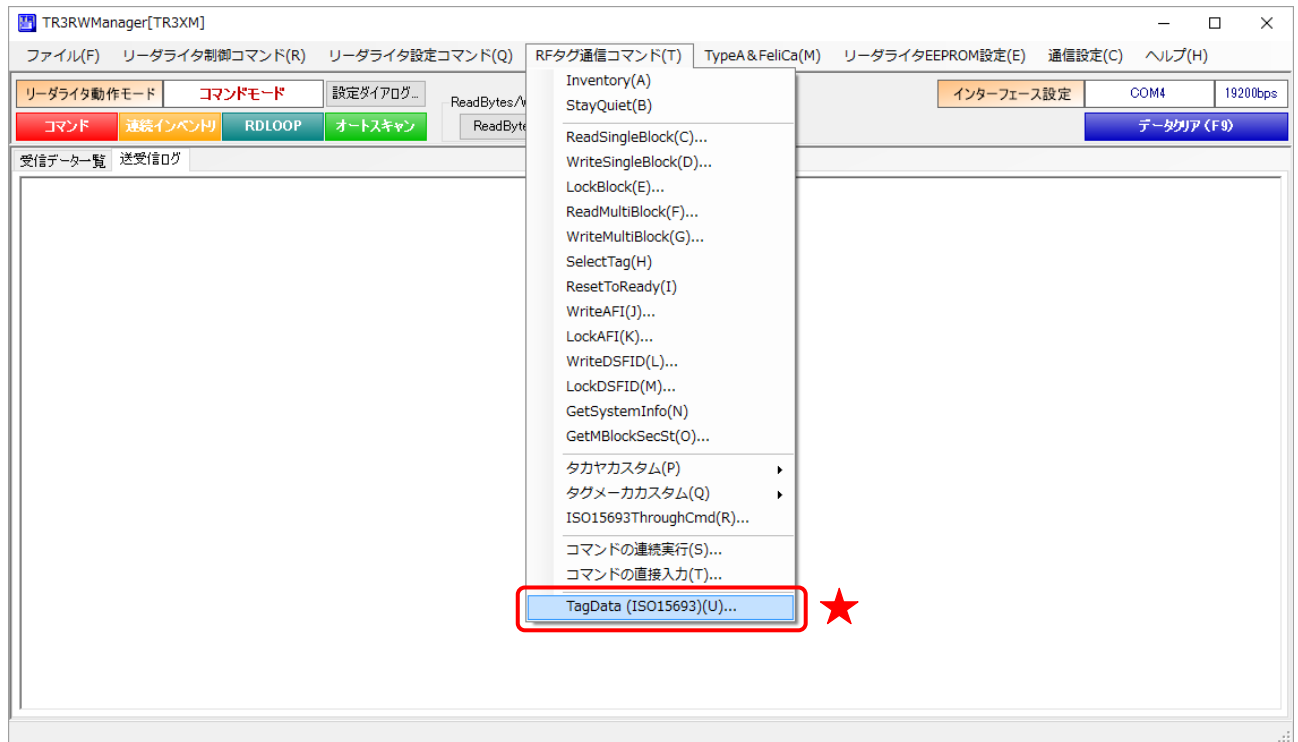 TR3RWManager[TR3XM]
ファイル(F) リーダライタ制御コマンド(R) リーダライタ設定コマンド(Q) RFタグ通信コマンド(T) TypeA&FeliCa(M) リーダライタEEPROM設定(E) 通信設定(C) ヘルプ(H)
リーダライタ動作モード コマンドモード 設定ダイアログ... ReadBytes/ インターフェース設定 COM4 19200bps
コマンド 連続インベントリ RDLOOP オートスキャン ReadByte データクリア (F9)
受信データ一覧 送受信ログ
Inventory(A)
StayQuiet(B)
ReadSingleBlock(C)...
WriteSingleBlock(D)...
LockBlock(E)...
ReadMultiBlock(F)...
WriteMultiBlock(G)...
SelectTag(H)
ResetToReady(I)
WriteAFI(J)...
LockAFI(K)...
WriteDSFID(L)...
LockDSFID(M)...
GetSystemInfo(N)
GetMBlockSecSt(O)...
タカヤカスタム(P)
タグメーカカスタム(Q)
ISO15693ThroughCmd(R)...
コマンドの連続実行(S)...
コマンドの直接入力(T)...
TagData (ISO15693)(U)...